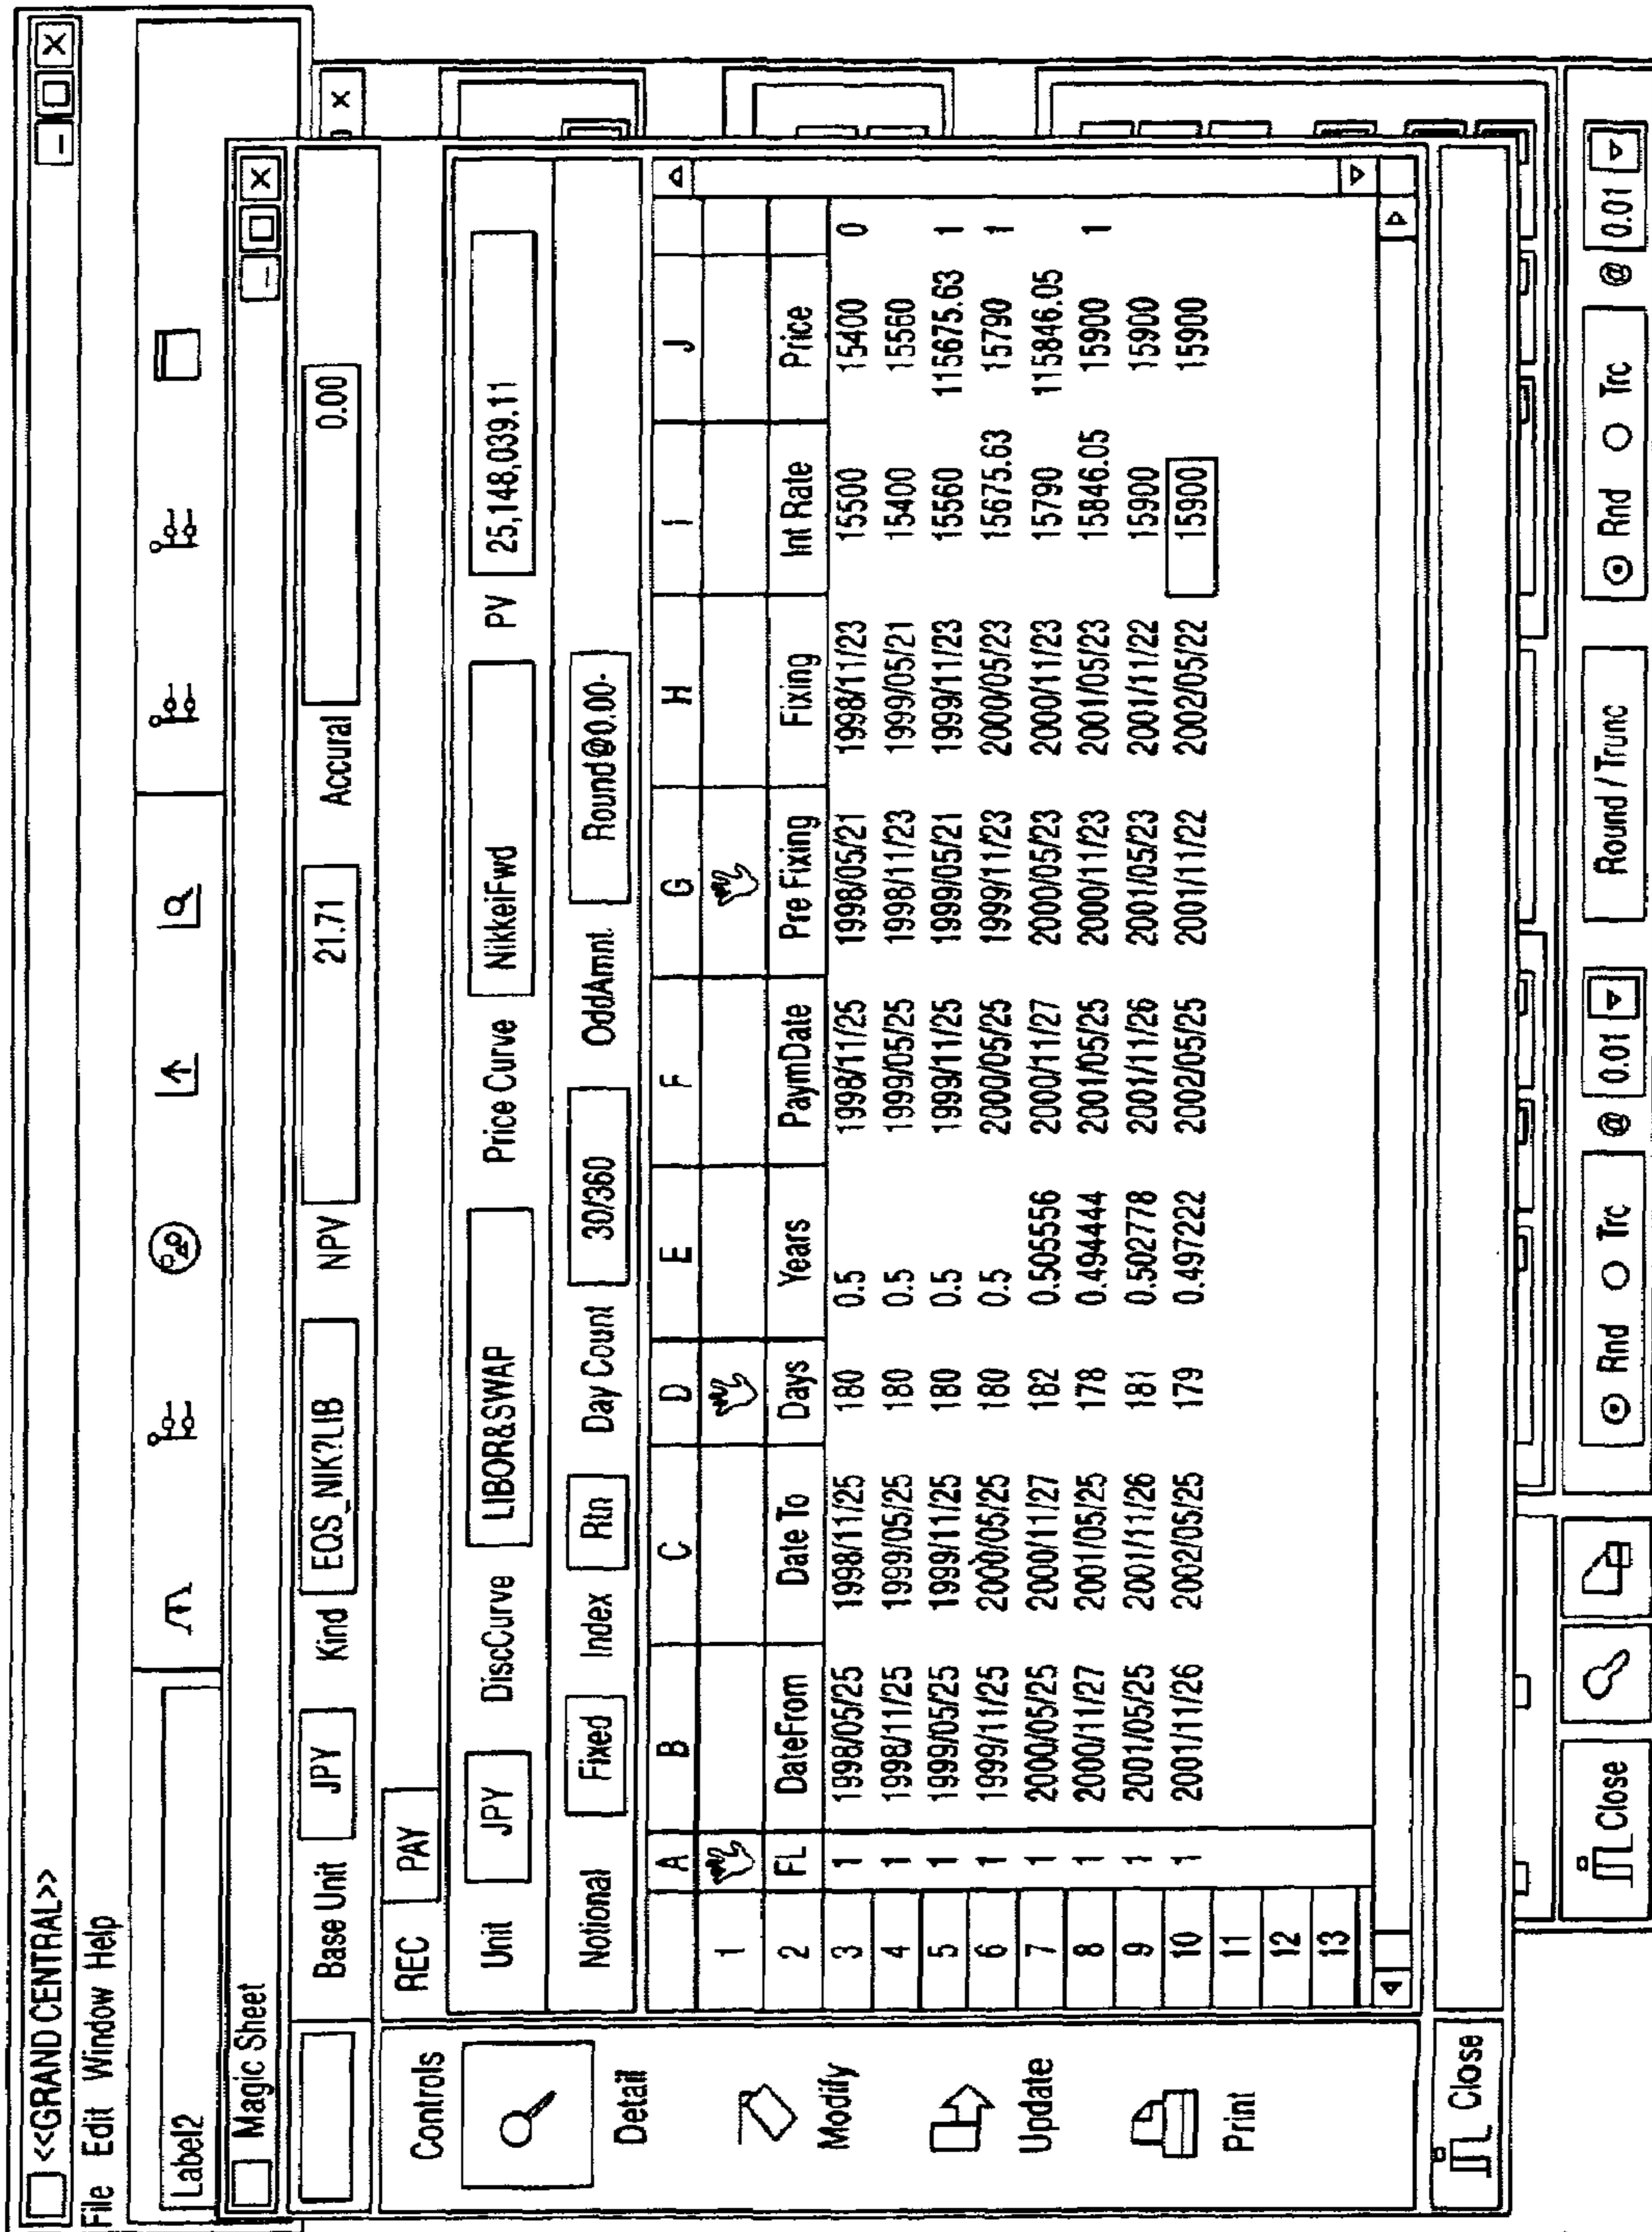 <<GRAND CENTRAL>>
File Edit Window Help
Label2
Magic Sheet
Base Unit JPY Kind EQS_NIK?LIB NPV 21.71 Accural 0.00
Controls
REC PAY
Unit JPY DiscCurve LIBOR&SWAP Price Curve NikkeiFwd PV 25,148,039.11
Notional Fixed Index Rtn Day Count 30/360 OddAmnt. Round@0.00-
A B C D E F G H I J
1
2 FL DateFrom Date To Days Years PaymDate Pre Fixing Fixing Int Rate Price
3 1 1998/05/25 1998/11/25 180 0.5 1998/11/25 1998/05/21 1998/11/23 15500 15400 0
4 1 1998/11/25 1999/05/25 180 0.5 1999/05/25 1998/11/23 1999/05/21 15400 15560
5 1 1999/05/25 1999/11/25 180 0.5 1999/11/25 1999/05/21 1999/11/23 15560 115675.63 1
6 1 1999/11/25 2000/05/25 180 0.5 2000/05/25 1999/11/23 2000/05/23 15675.63 15790 1
7 1 2000/05/25 2000/11/27 182 0.505556 2000/11/27 2000/05/23 2000/11/23 15790 115846.05
8 1 2000/11/27 2001/05/25 178 0.494444 2001/05/25 2000/11/23 2001/05/23 15846.05 15900 1
9 1 2001/05/25 2001/11/26 181 0.502778 2001/11/26 2001/05/23 2001/11/22 15900 15900
10 1 2001/11/26 2002/05/25 179 0.497222 2002/05/25 2001/11/22 2002/05/22 15900 15900
11
12
13
Detail
Modify
Update
Print
Close
Close Rnd Trc @ 0.01 Round / Trunc Rnd Trc @ 0.01